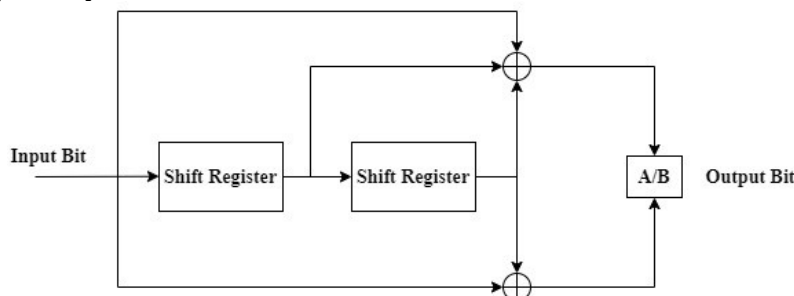 Input Bit
Shift Register
Shift Register
A/B
Output Bit